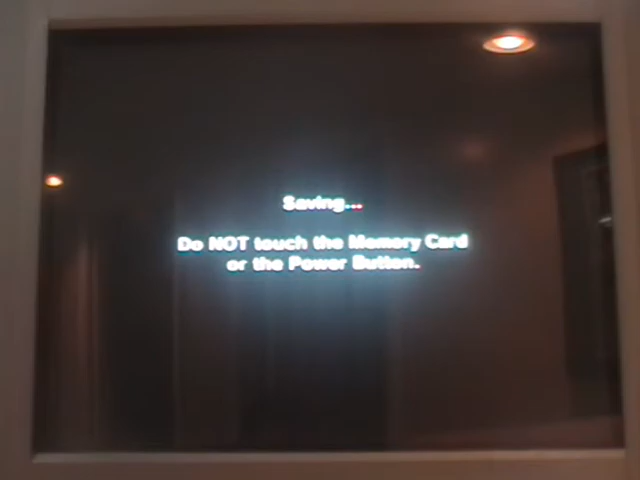 Saving...
Do NOT touch the Memory Card
or the Power Button.